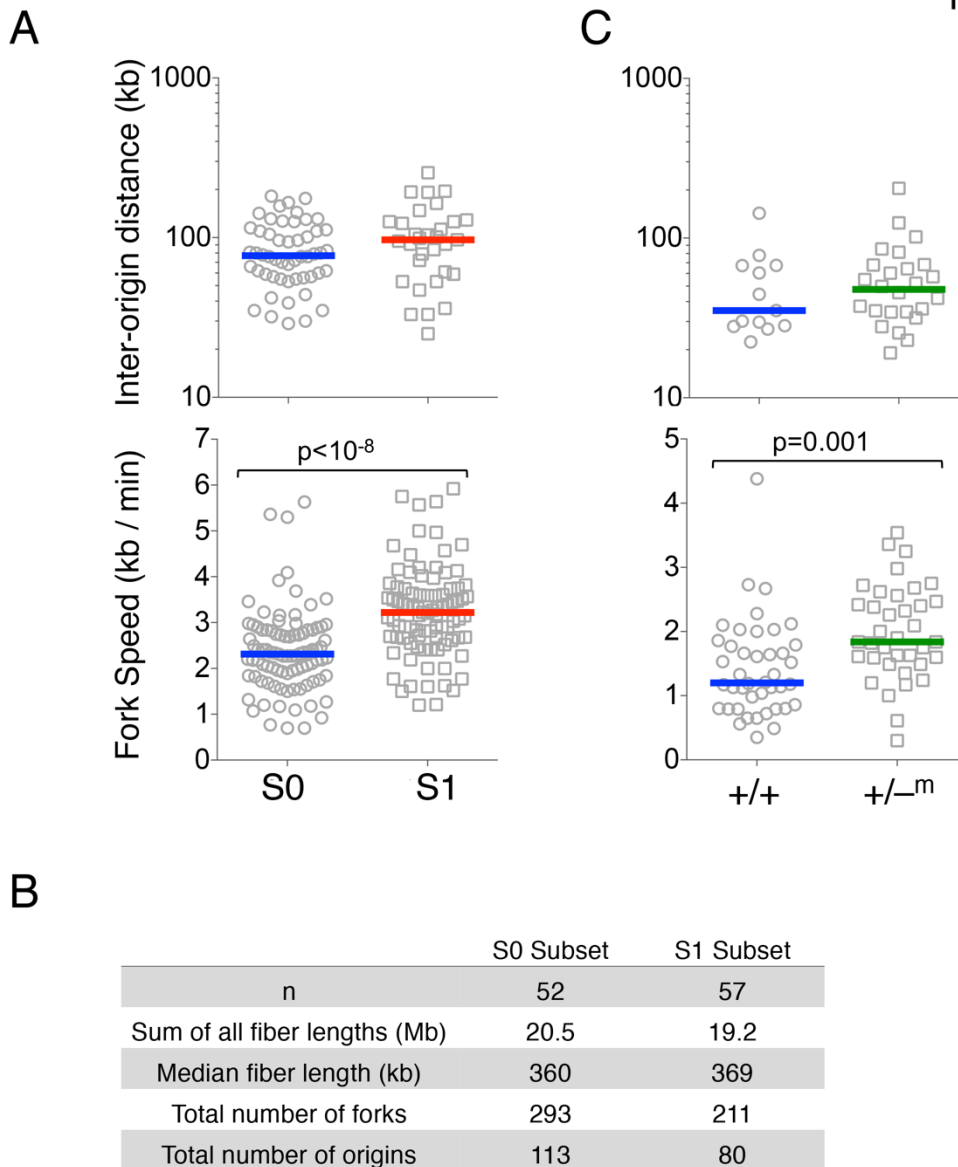 A
C
Inter-origin distance (kb)
1000
100
10
1000
100
10
Fork Speed (kb / min)
7
6
5
4
3
2
1
0
p<10⁻⁸
S0
S1
5
4
3
2
1
0
p=0.001
+/+
+/–ᵐ
B
S0 Subset S1 Subset
n 52 57
Sum of all fiber lengths (Mb) 20.5 19.2
Median fiber length (kb) 360 369
Total number of forks 293 211
Total number of origins 113 80